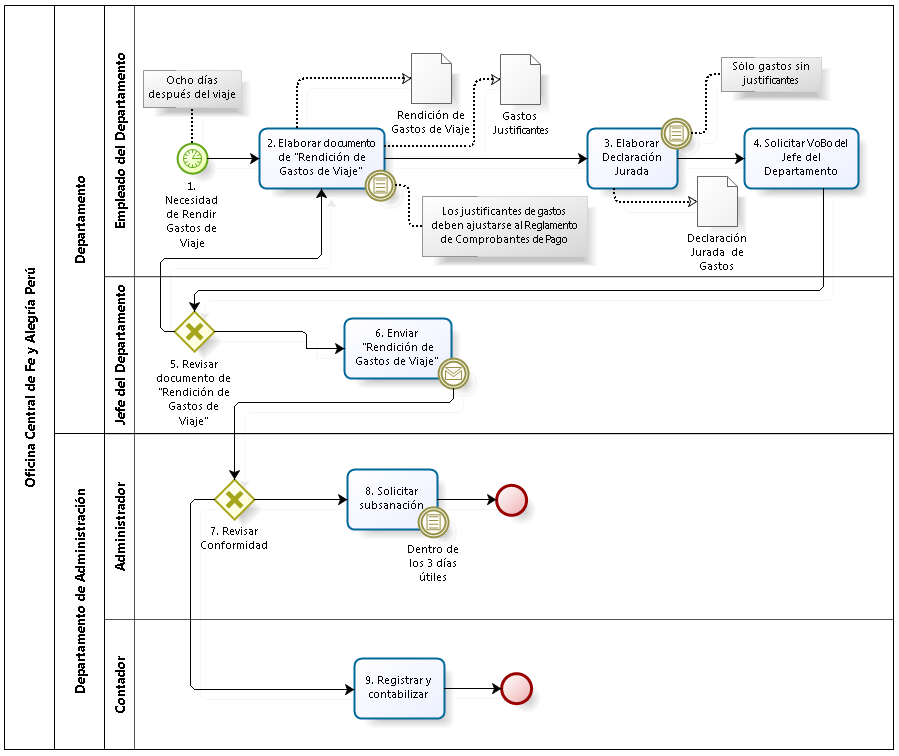 Oficina Central de Fe y Alegría Perú
Departamento
Empleado del Departamento
Ocho días
después del viaje
1.
Necesidad
de Rendir
Gastos de
Viaje
2. Elaborar documento
de "Rendición de
Gastos de Viaje"
Rendición de
Gastos de Viaje
Gastos
Justificantes
Los justificantes de gastos
deben ajustarse al Reglamento
de Comprobantes de Pago
3. Elaborar
Declaración
Jurada
Sólo gastos sin
justificantes
Declaración
Jurada de
Gastos
4. Solicitar VoBo del
Jefe del
Departamento
Jefe del Departamento
5. Revisar
documento de
"Rendición de
Gastos de
Viaje"
6. Enviar
"Rendición de
Gastos de Viaje"
Departamento de Administración
Administrador
7. Revisar
Conformidad
8. Solicitar
subsanación
Dentro de
los 3 días
útiles
Contador
9. Registrar y
contabilizar